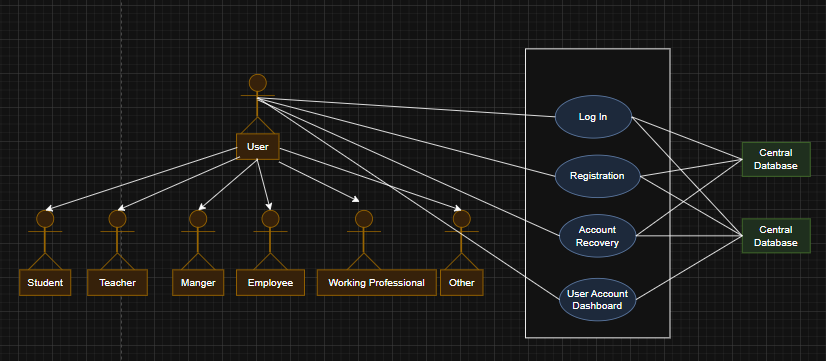 User
Student
Teacher
Manger
Employee
Working Professional
Other
Log In
Registration
Account
Recovery
User Account
Dashboard
Central
Database
Central
Database